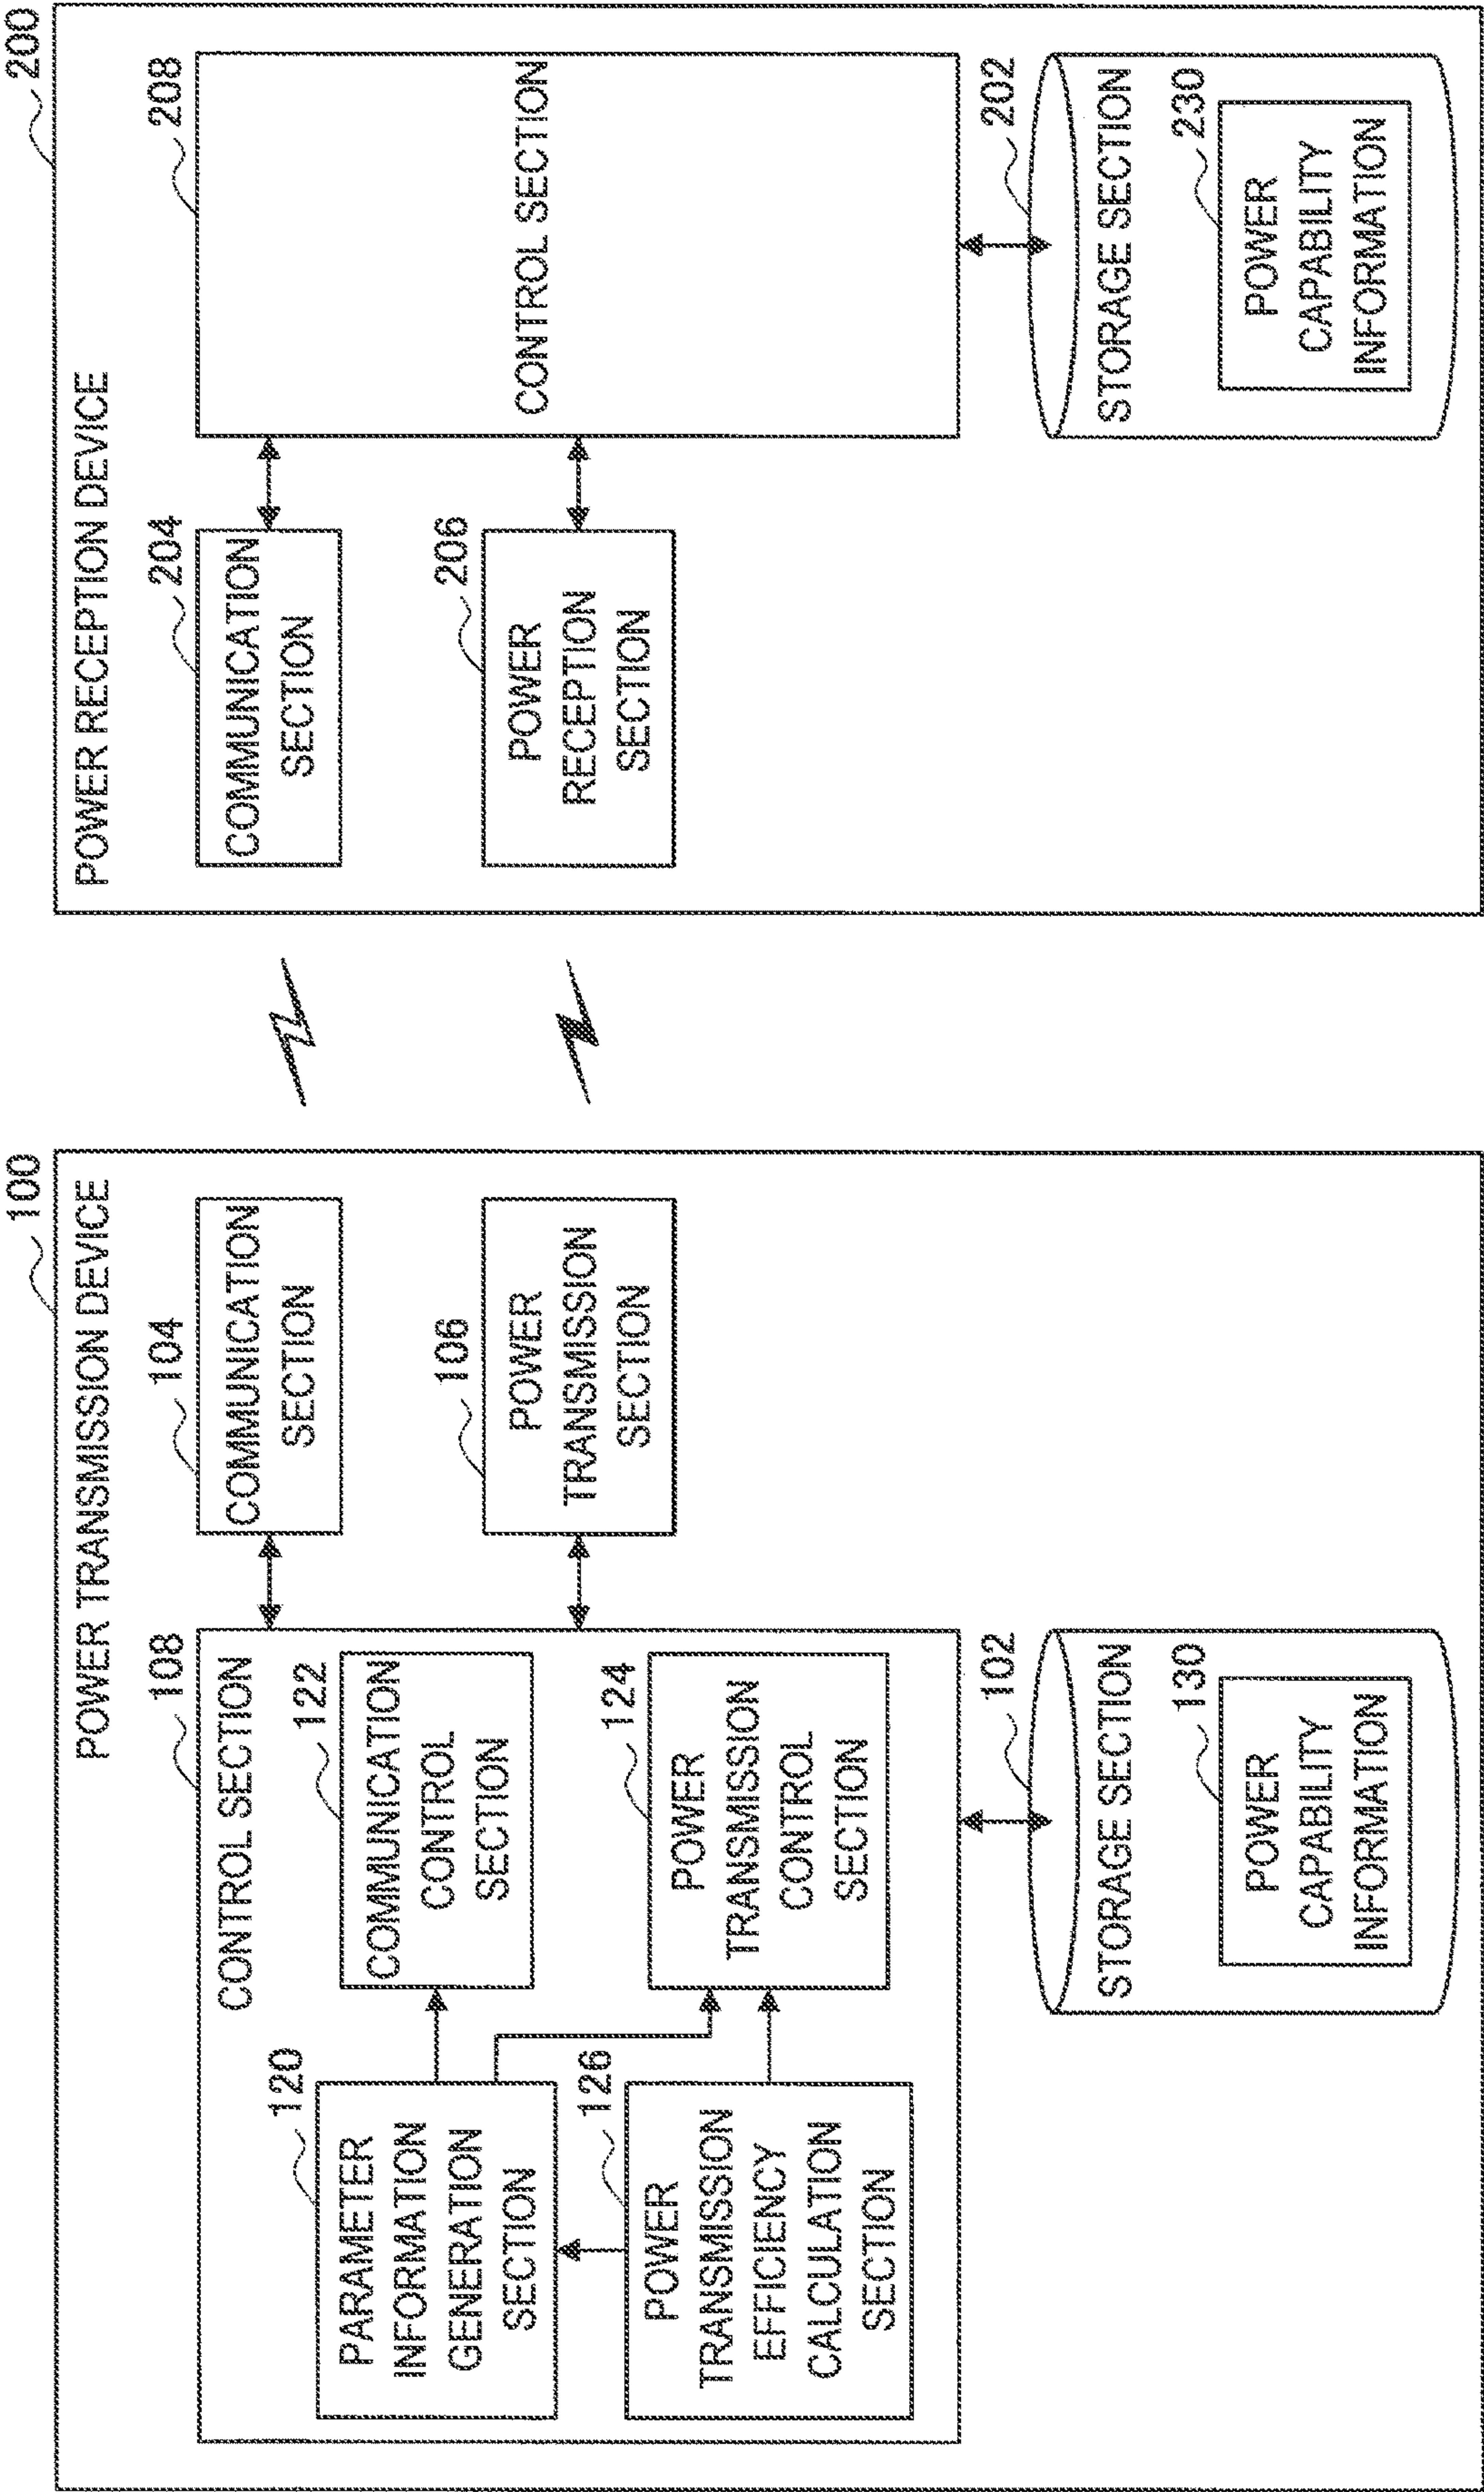 100
POWER TRANSMISSION DEVICE
108
CONTROL SECTION
120
PARAMETER
INFORMATION
GENERATION
SECTION
122
COMMUNICATION
CONTROL
SECTION
126
POWER
TRANSMISSION
EFFICIENCY
CALCULATION
SECTION
124
POWER
TRANSMISSION
CONTROL
SECTION
104
COMMUNICATION
SECTION
106
POWER
TRANSMISSION
SECTION
102
STORAGE SECTION
130
POWER
CAPABILITY
INFORMATION
200
POWER RECEPTION DEVICE
204
COMMUNICATION
SECTION
206
POWER
RECEPTION
SECTION
208
CONTROL SECTION
202
STORAGE SECTION
230
POWER
CAPABILITY
INFORMATION